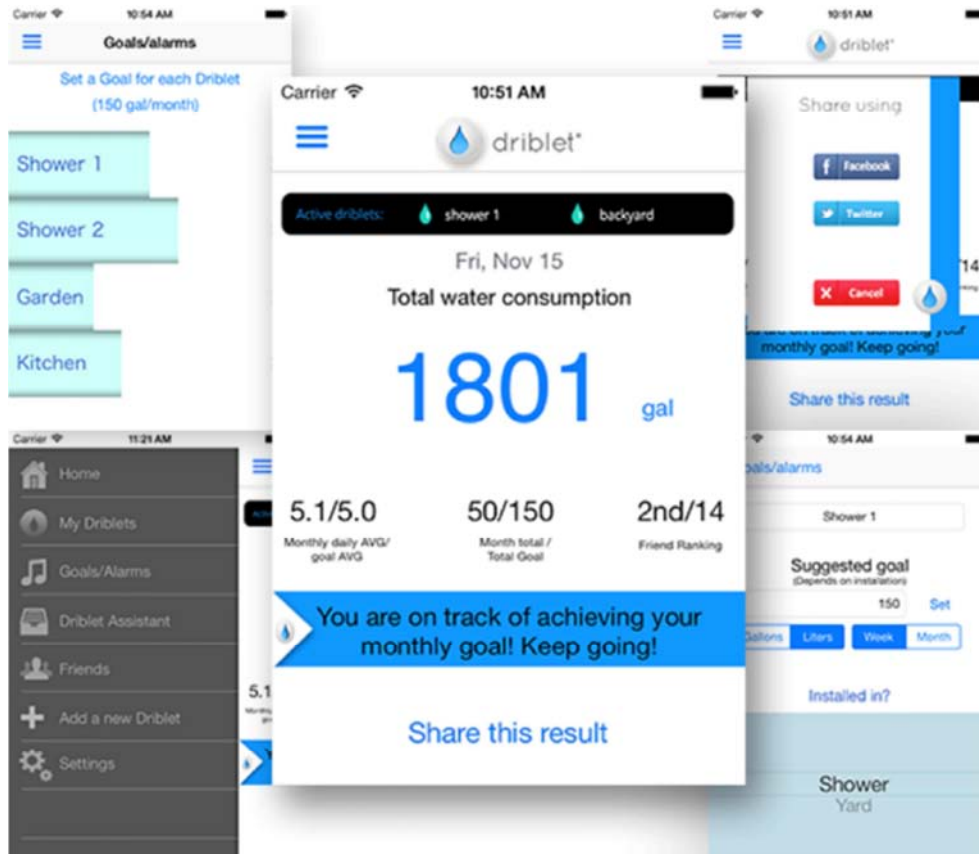 Carrier 10:54 AM
Goals/alarms
Set a Goal for each Driblet
(150 gal/month)
Shower 1
Shower 2
Garden
Kitchen
Carrier 10:51 AM
driblet
Active driblets: shower 1 backyard
Fri, Nov 15
Total water consumption
1801 gal
5.1/5.0 50/150 2nd/14
Monthly daily AVG/ Month total / Friend Ranking
goal AVG Total Goal
You are on track of achieving your
monthly goal! Keep going!
Share this result
Carrier 10:51 AM
driblet
Share using
Facebook
Twitter
Cancel
/14
monthly goal! Keep going!
Share this result
Carrier 11:21 AM
Home
My Driblets
Goals/Alarms
Driblet Assistant
Friends
Add a new Driblet
Settings
5.1
10:54 AM
oals/alarms
Shower 1
Suggested goal
(Depends on installation)
150 Set
Gallons Liters Week Month
Installed in?
Shower
Yard